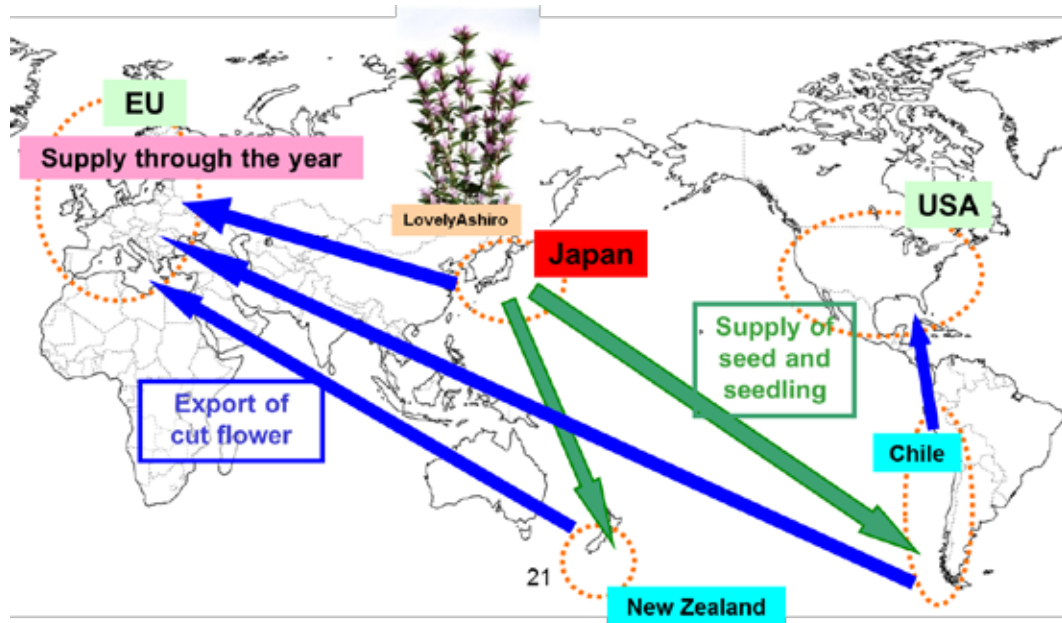 EU
Supply through the year
LovelyAshiro
USA
Japan
Supply of
seed and
seedling
Export of
cut flower
Chile
21
New Zealand